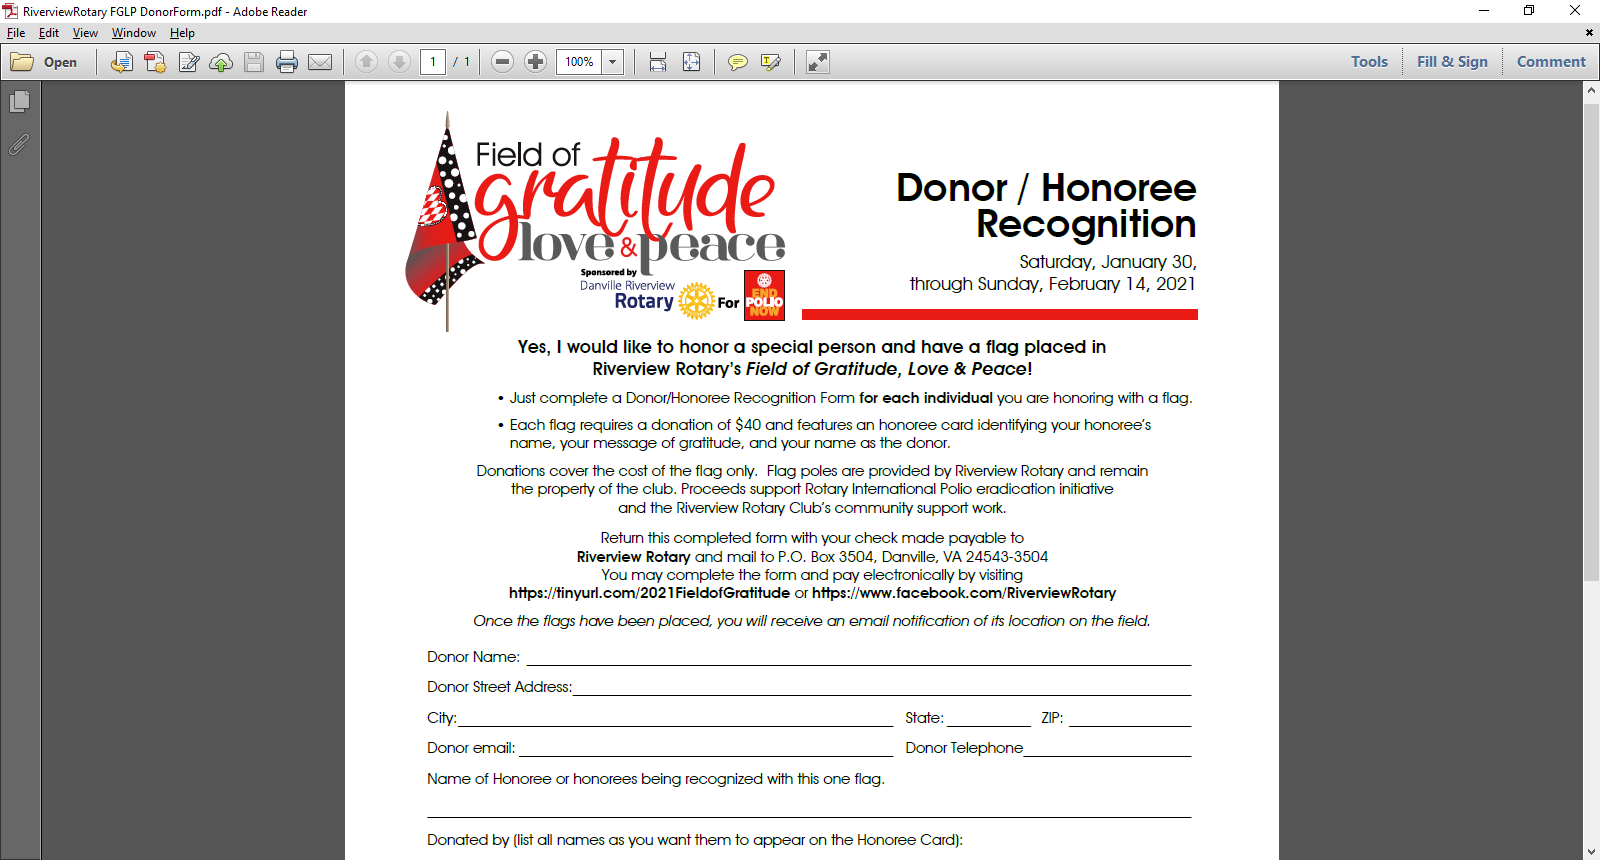 RiverviewRotary FGLP DonorForm.pdf - Adobe Reader
File Edit View Window Help
Open
1 / 1
100%
Tools
Fill & Sign
Comment
Field of
gratitude
love & peace
Sponsored by
Danville Riverview
Rotary
For
END
POLIO
NOW
Donor / Honoree
Recognition
Saturday, January 30,
through Sunday, February 14, 2021
Yes, I would like to honor a special person and have a flag placed in
Riverview Rotary's Field of Gratitude, Love & Peace!
• Just complete a Donor/Honoree Recognition Form for each individual you are honoring with a flag.
• Each flag requires a donation of $40 and features an honoree card identifying your honoree's
name, your message of gratitude, and your name as the donor.
Donations cover the cost of the flag only. Flag poles are provided by Riverview Rotary and remain
the property of the club. Proceeds support Rotary International Polio eradication initiative
and the Riverview Rotary Club's community support work.
Return this completed form with your check made payable to
Riverview Rotary and mail to P.O. Box 3504, Danville, VA 24543-3504
You may complete the form and pay electronically by visiting
https://tinyurl.com/2021FieldofGratitude or https://www.facebook.com/RiverviewRotary
Once the flags have been placed, you will receive an email notification of its location on the field.
Donor Name:
Donor Street Address:
City: State: ZIP:
Donor email: Donor Telephone
Name of Honoree or honorees being recognized with this one flag.
Donated by (list all names as you want them to appear on the Honoree Card):